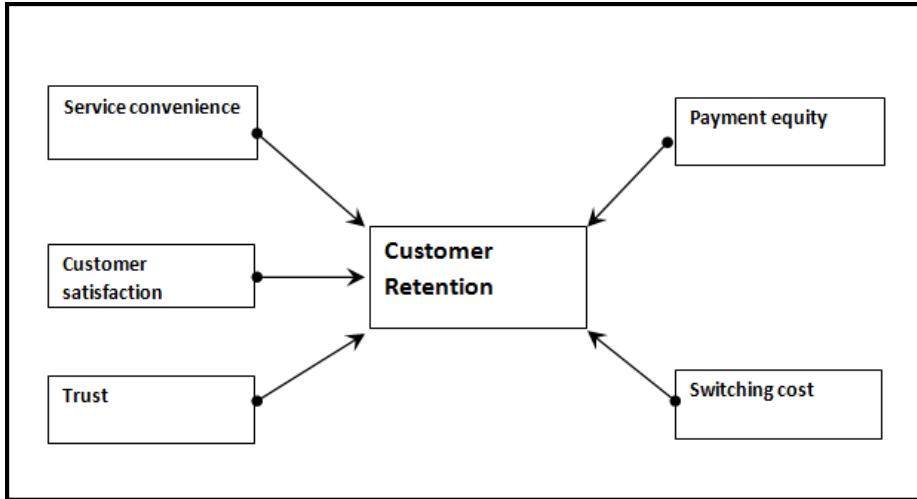 Service convenience
Payment equity
Customer
Retention
Customer
satisfaction
Trust
Switching cost